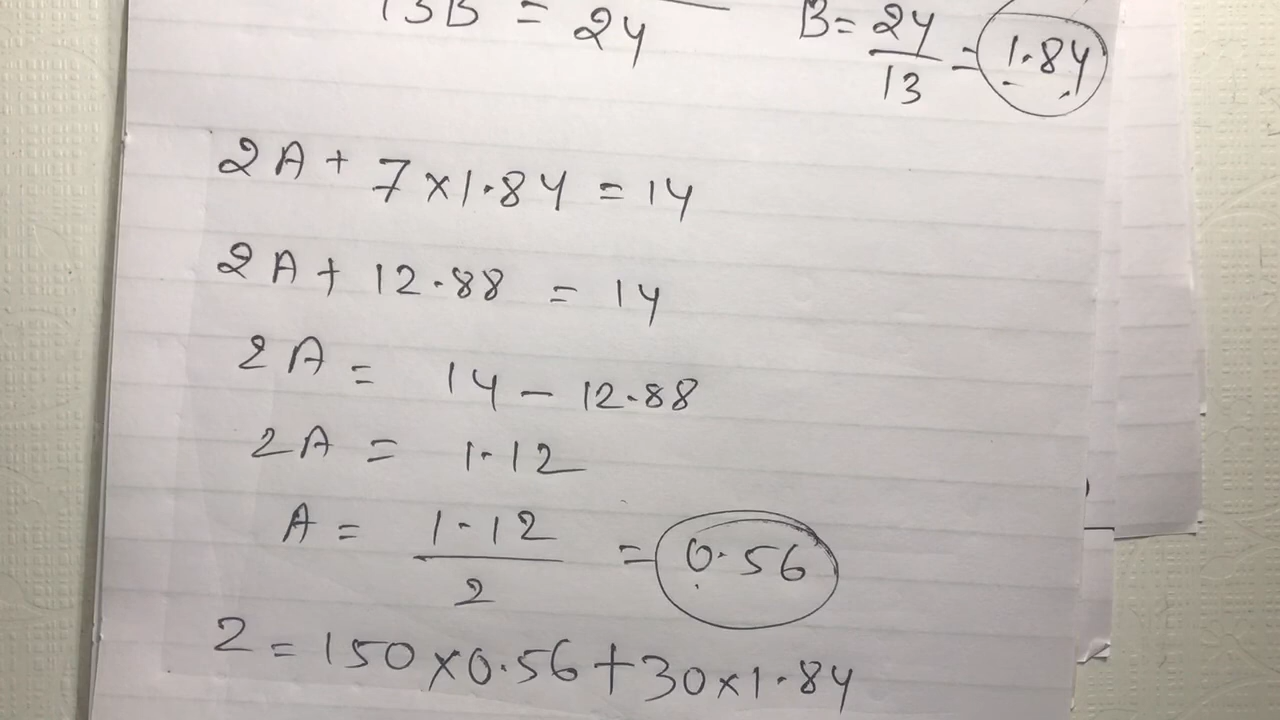 13B = 24
B = 24/13 = 1.84
2A + 7×1.84 = 14
2A + 12.88 = 14
2A = 14 - 12.88
2A = 1.12
A = 1.12/2 = 0.56
Z = 150×0.56+30×1.84